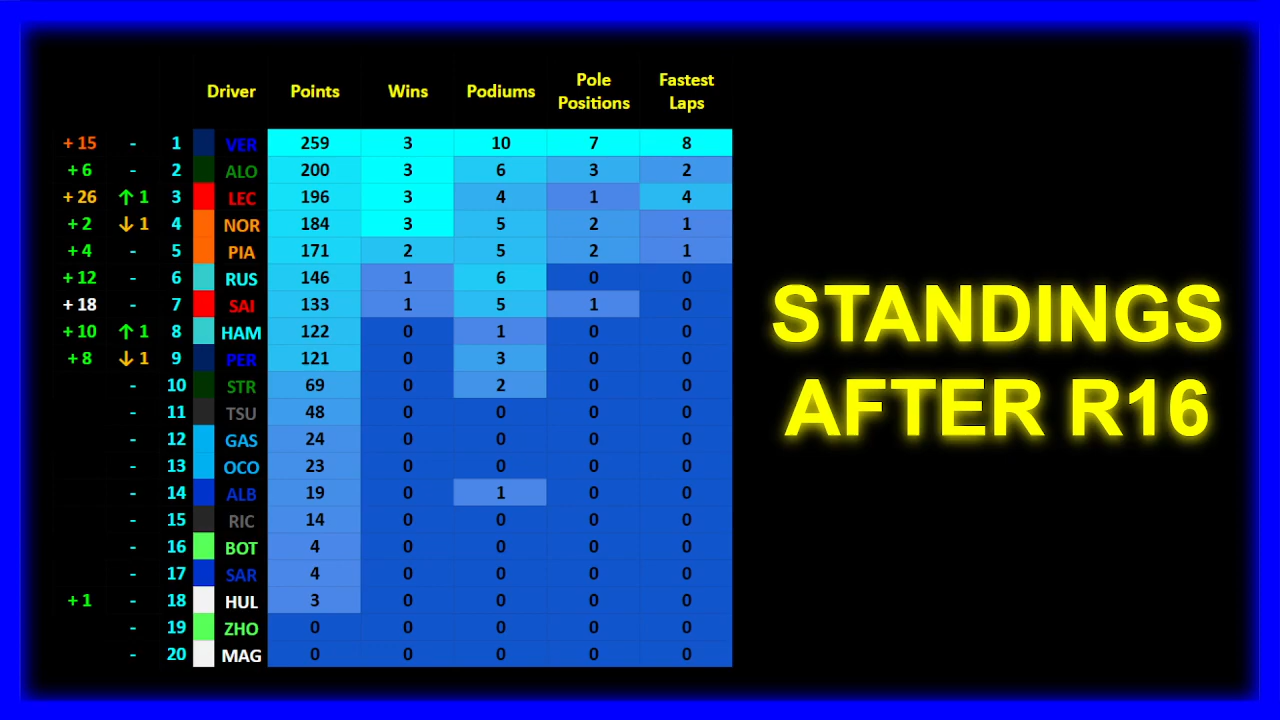 Driver Points Wins Podiums Pole Positions Fastest Laps
+ 15 - 1 VER 259 3 10 7 8
+ 6 - 2 ALO 200 3 6 3 2
+ 26 ↑ 1 3 LEC 196 3 4 1 4
+ 2 ↓ 1 4 NOR 184 3 5 2 1
+ 4 - 5 PIA 171 2 5 2 1
+ 12 - 6 RUS 146 1 6 0 0
+ 18 - 7 SAI 133 1 5 1 0
+ 10 ↑ 1 8 HAM 122 0 1 0 0
+ 8 ↓ 1 9 PER 121 0 3 0 0
- 10 STR 69 0 2 0 0
- 11 TSU 48 0 0 0 0
- 12 GAS 24 0 0 0 0
- 13 OCO 23 0 0 0 0
- 14 ALB 19 0 1 0 0
- 15 RIC 14 0 0 0 0
- 16 BOT 4 0 0 0 0
- 17 SAR 4 0 0 0 0
+ 1 - 18 HUL 3 0 0 0 0
- 19 ZHO 0 0 0 0 0
- 20 MAG 0 0 0 0 0
STANDINGS
AFTER R16